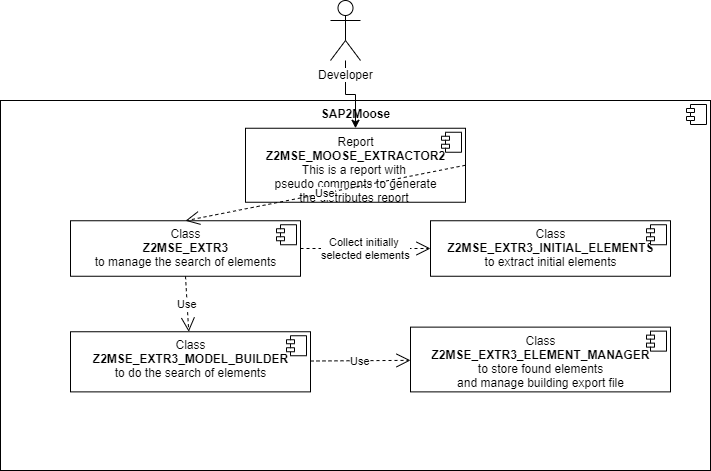 Developer
SAP2Moose
Report
Z2MSE_MOOSE_EXTRACTOR2
This is a report with
pseudo comments to generate
Use
the distributes report
Class
Z2MSE_EXTR3
to manage the search of elements
Collect initially
selected elements
Class
Z2MSE_EXTR3_INITIAL_ELEMENTS
to extract initial elements
Use
Class
Z2MSE_EXTR3_MODEL_BUILDER
to do the search of elements
Use
Class
Z2MSE_EXTR3_ELEMENT_MANAGER
to store found elements
and manage building export file